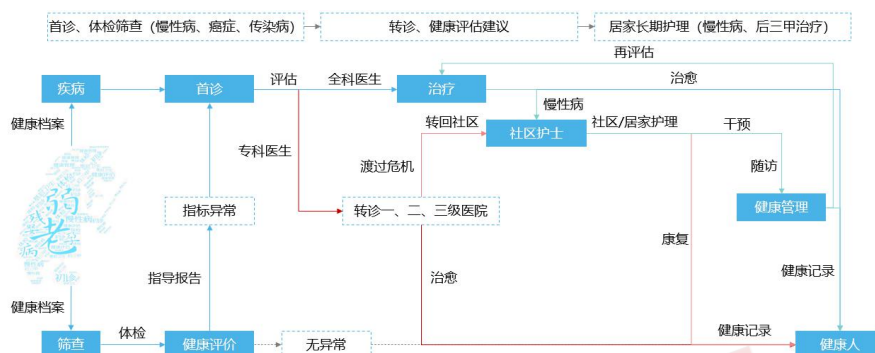 首诊、体检筛查（慢性病、癌症、传染病）
转诊、健康评估建议
居家长期护理（慢性病、后三甲治疗）
再评估
疾病
首诊
评估
全科医生
治疗
治愈
健康档案
慢性病
转回社区
社区护士
社区/居家护理
干预
专科医生
渡过危机
随访
弱
老
病
指标异常
转诊一、二、三级医院
健康管理
康复
指导报告
治愈
健康记录
健康档案
体检
健康记录
筛查
健康评价
无异常
健康人